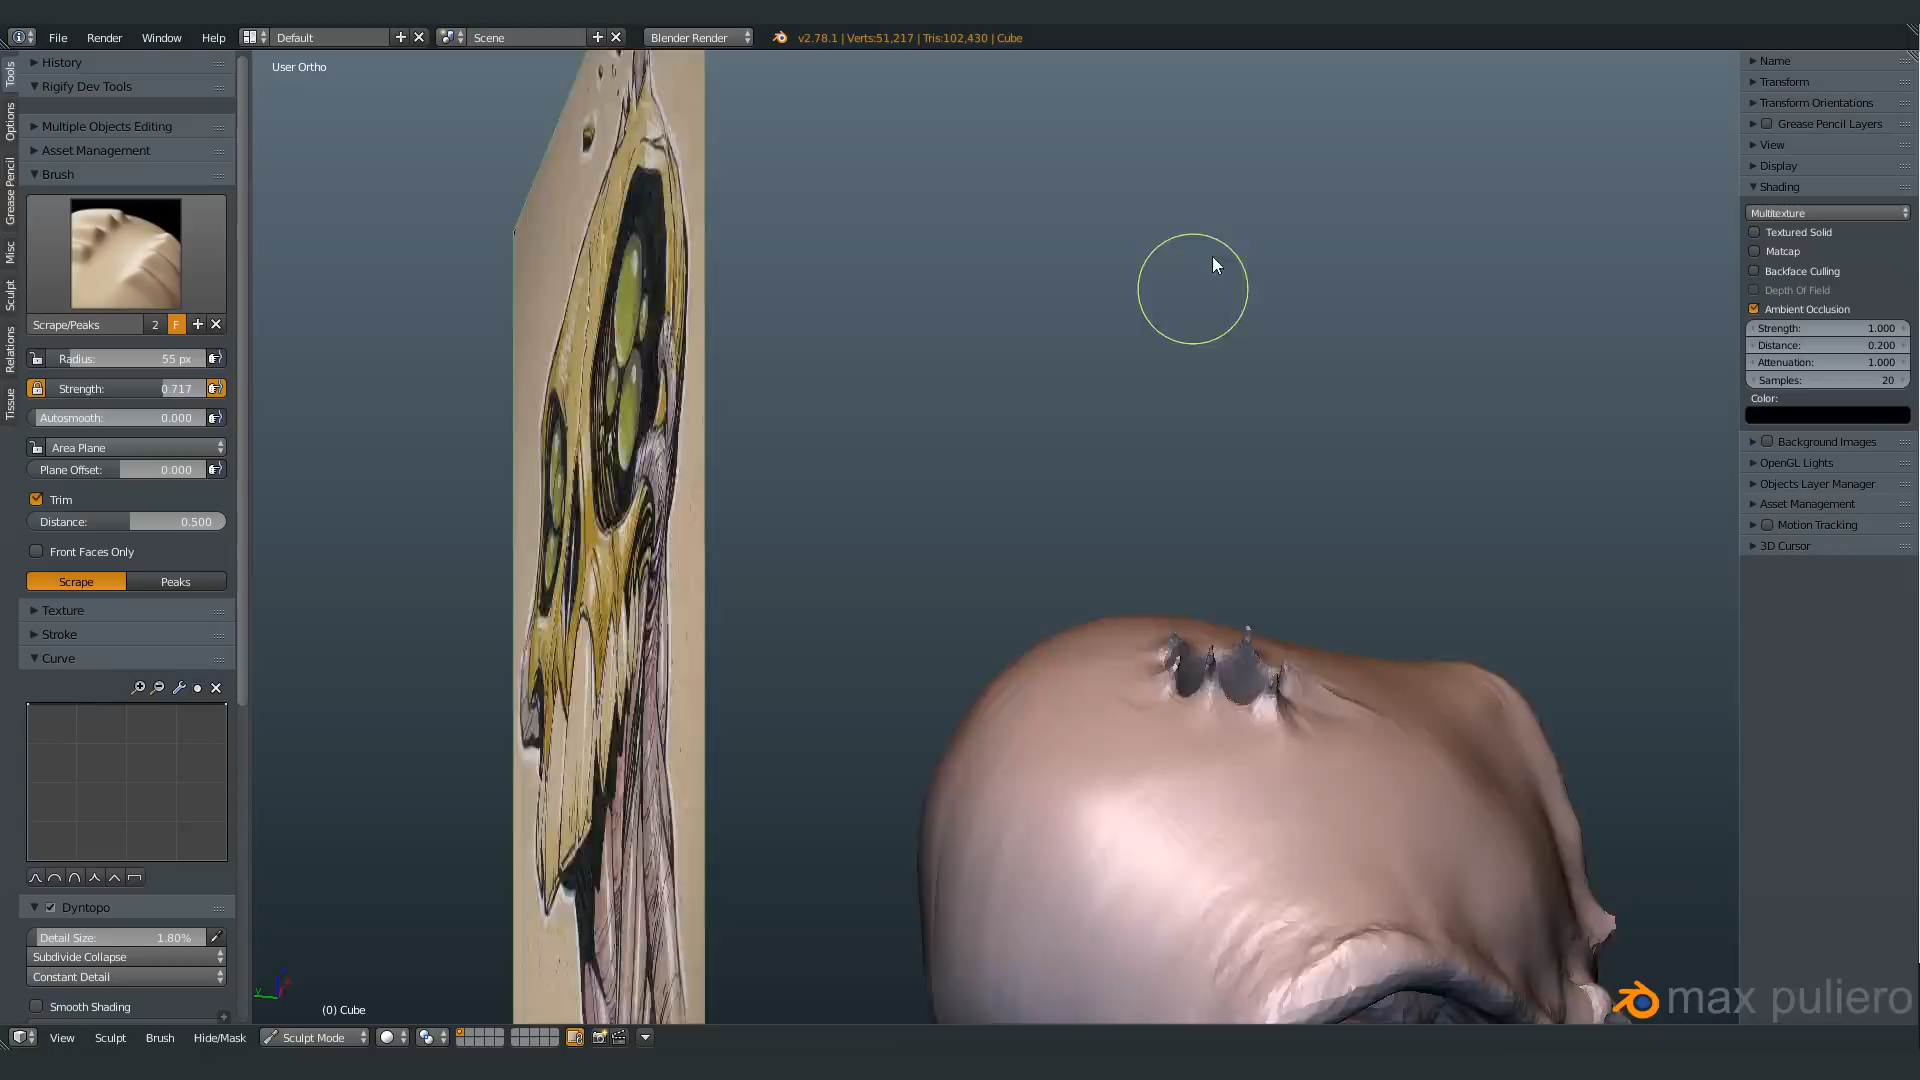 File Render Window Help Default Scene Blender Render v2.78.1 | Verts:51,217 | Tris:102,430 | Cube
Tools
Options
Grease Pencil
Misc
Sculpt
Relations
Tissue
History
Rigify Dev Tools
Multiple Objects Editing
Asset Management
Brush
Scrape/Peaks 2 F
Radius: 55 px
Strength: 0.717
Autosmooth: 0.000
Area Plane
Plane Offset: 0.000
Trim
Distance: 0.500
Front Faces Only
Scrape Peaks
Texture
Stroke
Curve
Dyntopo
Detail Size: 1.80%
Subdivide Collapse
Constant Detail
Smooth Shading
User Ortho
(0) Cube
Name
Transform
Transform Orientations
Grease Pencil Layers
View
Display
Shading
Multitexture
Textured Solid
Matcap
Backface Culling
Depth Of Field
Ambient Occlusion
Strength: 1.000
Distance: 0.200
Attenuation: 1.000
Samples: 20
Color:
Background Images
OpenGL Lights
Objects Layer Manager
Asset Management
Motion Tracking
3D Cursor
max puliero
View Sculpt Brush Hide/Mask Sculpt Mode